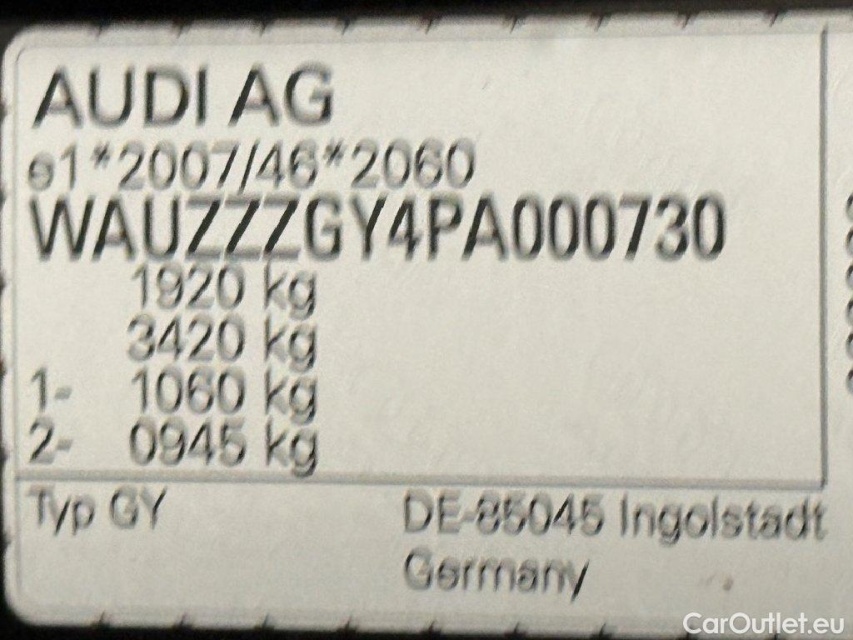 AUDI AG
e1*2007/46*2060
WAUZZZGY4PA000730
1920 kg
3420 kg
1- 1060 kg
2- 0945 kg
Typ GY
DE-85045 Ingolstadt
Germany
CarOutlet.eu